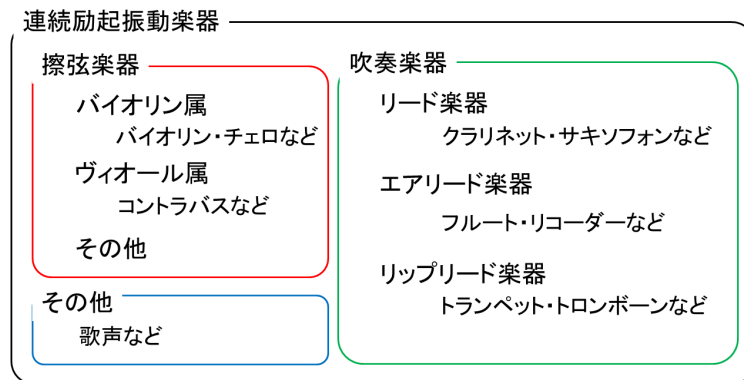 連続励起振動楽器
擦弦楽器
バイオリン属
バイオリン・チェロなど
ヴィオール属
コントラバスなど
その他
その他
歌声など
吹奏楽器
リード楽器
クラリネット・サキソフォンなど
エアリード楽器
フルート・リコーダーなど
リップリード楽器
トランペット・トロンボーンなど